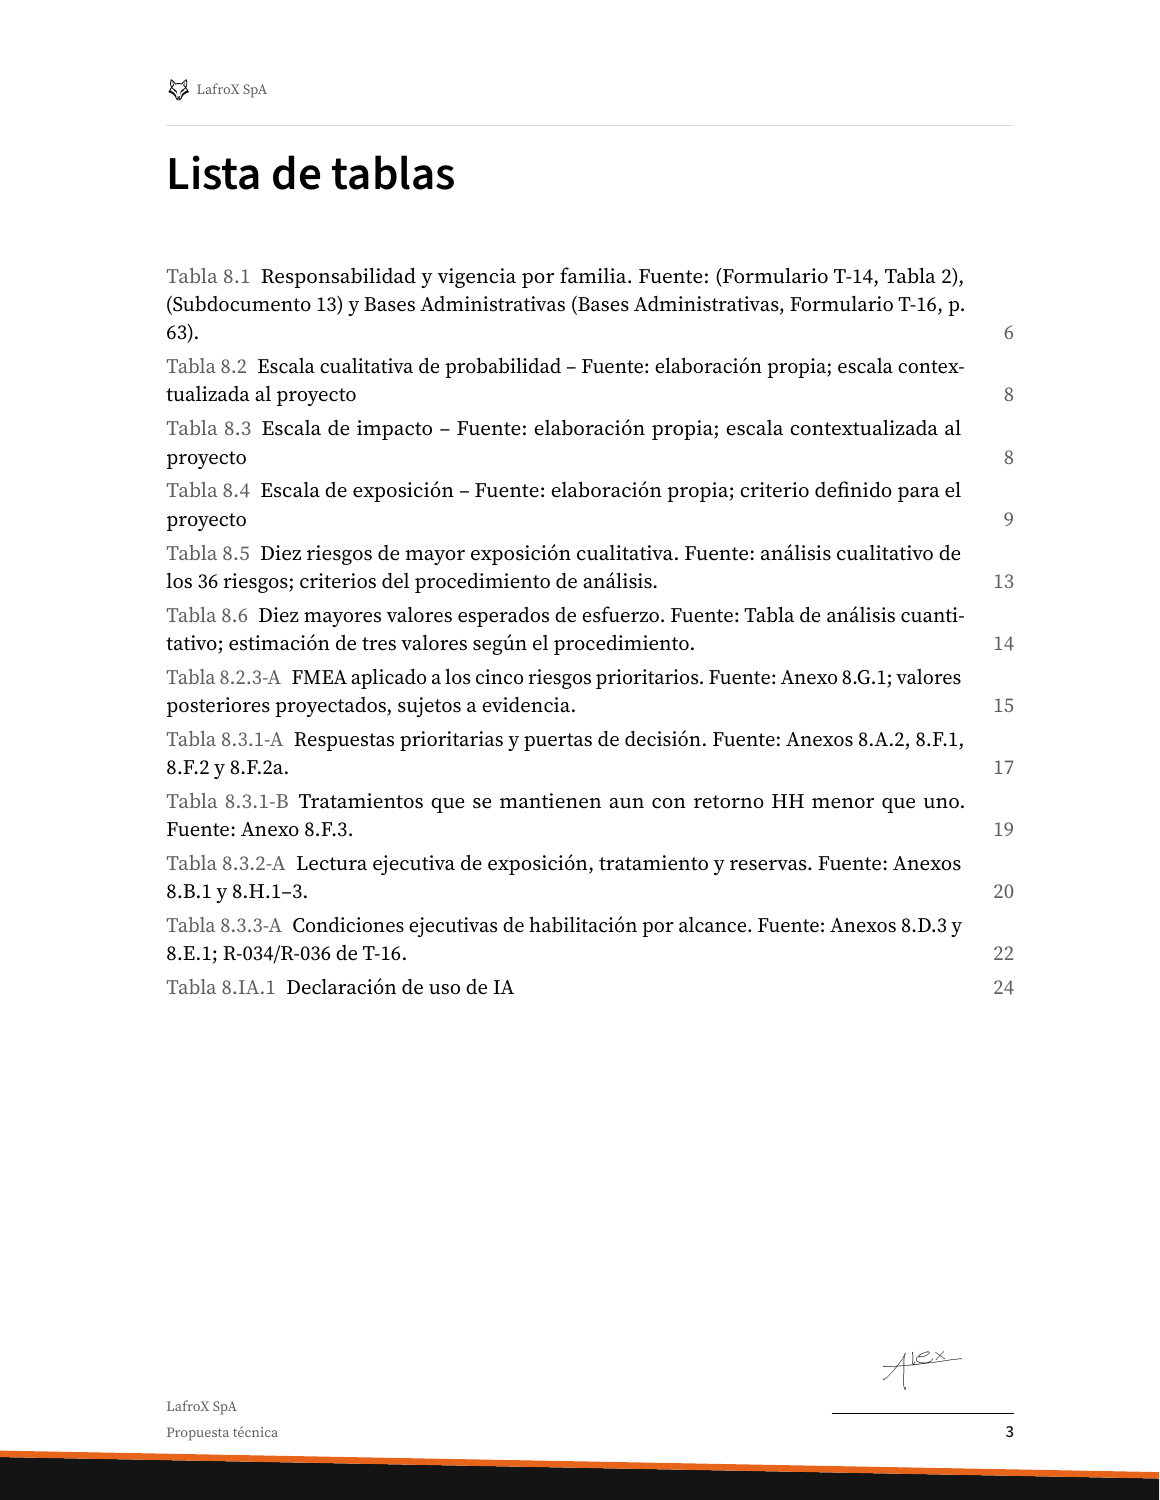 LafroX SpA
Lista de tablas
Tabla 8.1 Responsabilidad y vigencia por familia. Fuente: (Formulario T-14, Tabla 2),
(Subdocumento 13) y Bases Administrativas (Bases Administrativas, Formulario T-16, p.
63). 6
Tabla 8.2 Escala cualitativa de probabilidad – Fuente: elaboración propia; escala contex-
tualizada al proyecto 8
Tabla 8.3 Escala de impacto – Fuente: elaboración propia; escala contextualizada al
proyecto 8
Tabla 8.4 Escala de exposición – Fuente: elaboración propia; criterio definido para el
proyecto 9
Tabla 8.5 Diez riesgos de mayor exposición cualitativa. Fuente: análisis cualitativo de
los 36 riesgos; criterios del procedimiento de análisis. 13
Tabla 8.6 Diez mayores valores esperados de esfuerzo. Fuente: Tabla de análisis cuanti-
tativo; estimación de tres valores según el procedimiento. 14
Tabla 8.2.3-A FMEA aplicado a los cinco riesgos prioritarios. Fuente: Anexo 8.G.1; valores
posteriores proyectados, sujetos a evidencia. 15
Tabla 8.3.1-A Respuestas prioritarias y puertas de decisión. Fuente: Anexos 8.A.2, 8.F.1,
8.F.2 y 8.F.2a. 17
Tabla 8.3.1-B Tratamientos que se mantienen aun con retorno HH menor que uno.
Fuente: Anexo 8.F.3. 19
Tabla 8.3.2-A Lectura ejecutiva de exposición, tratamiento y reservas. Fuente: Anexos
8.B.1 y 8.H.1–3. 20
Tabla 8.3.3-A Condiciones ejecutivas de habilitación por alcance. Fuente: Anexos 8.D.3 y
8.E.1; R-034/R-036 de T-16. 22
Tabla 8.IA.1 Declaración de uso de IA 24
Alex
LafroX SpA
Propuesta técnica 3